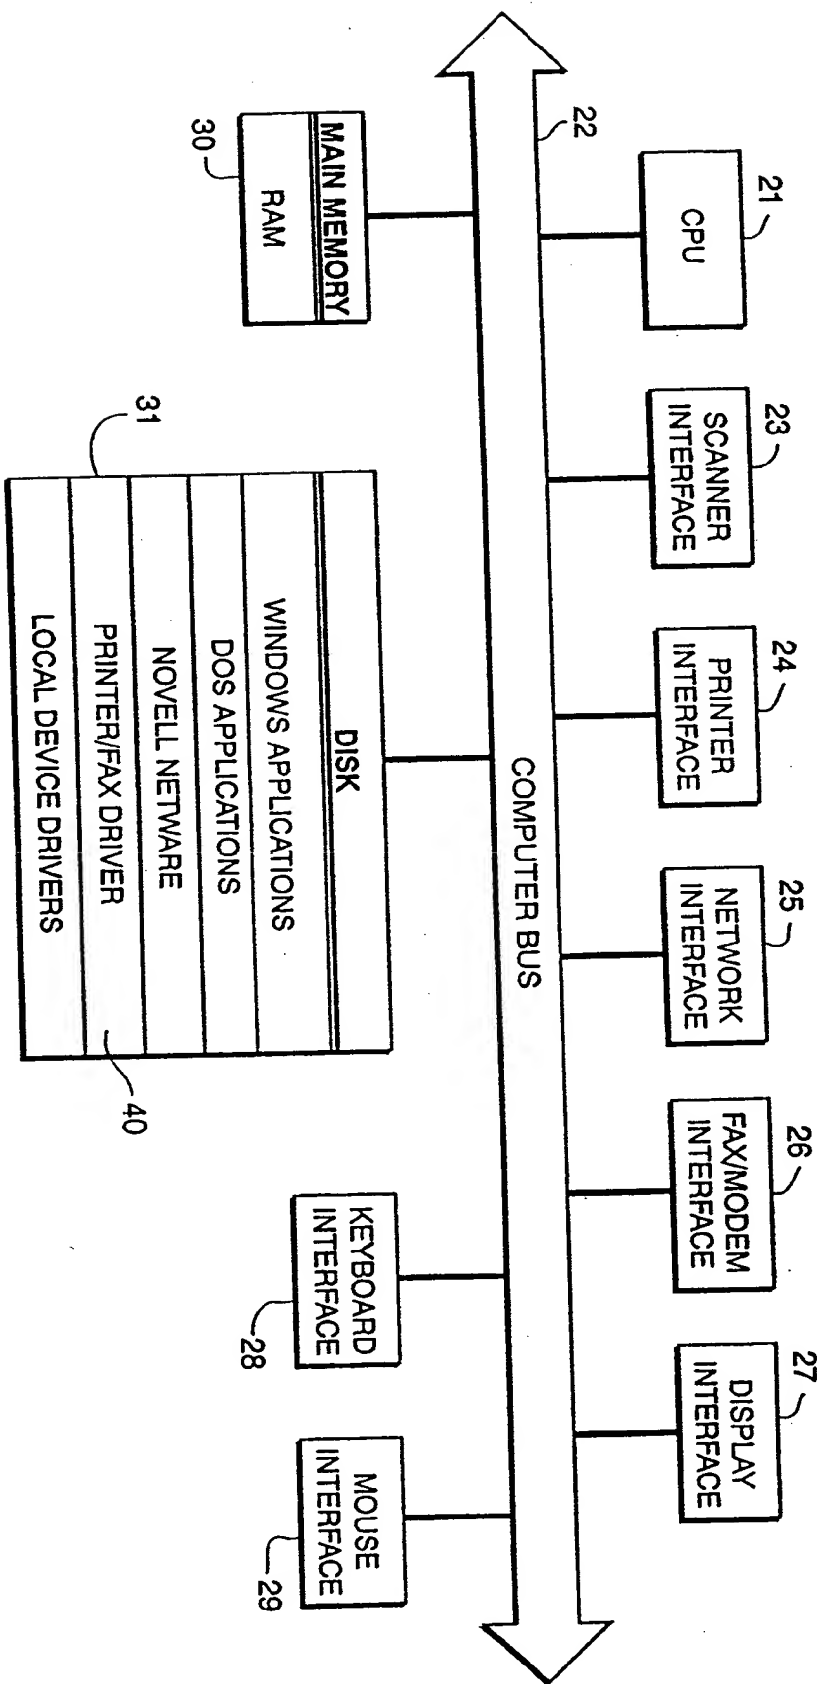 21
CPU
23
SCANNER
INTERFACE
24
PRINTER
INTERFACE
25
NETWORK
INTERFACE
26
FAX/MODEM
INTERFACE
27
DISPLAY
INTERFACE
22
COMPUTER BUS
MAIN MEMORY
RAM
30
31
DISK
WINDOWS APPLICATIONS
DOS APPLICATIONS
NOVELL NETWARE
PRINTER/FAX DRIVER
LOCAL DEVICE DRIVERS
40
KEYBOARD
INTERFACE
28
MOUSE
INTERFACE
29